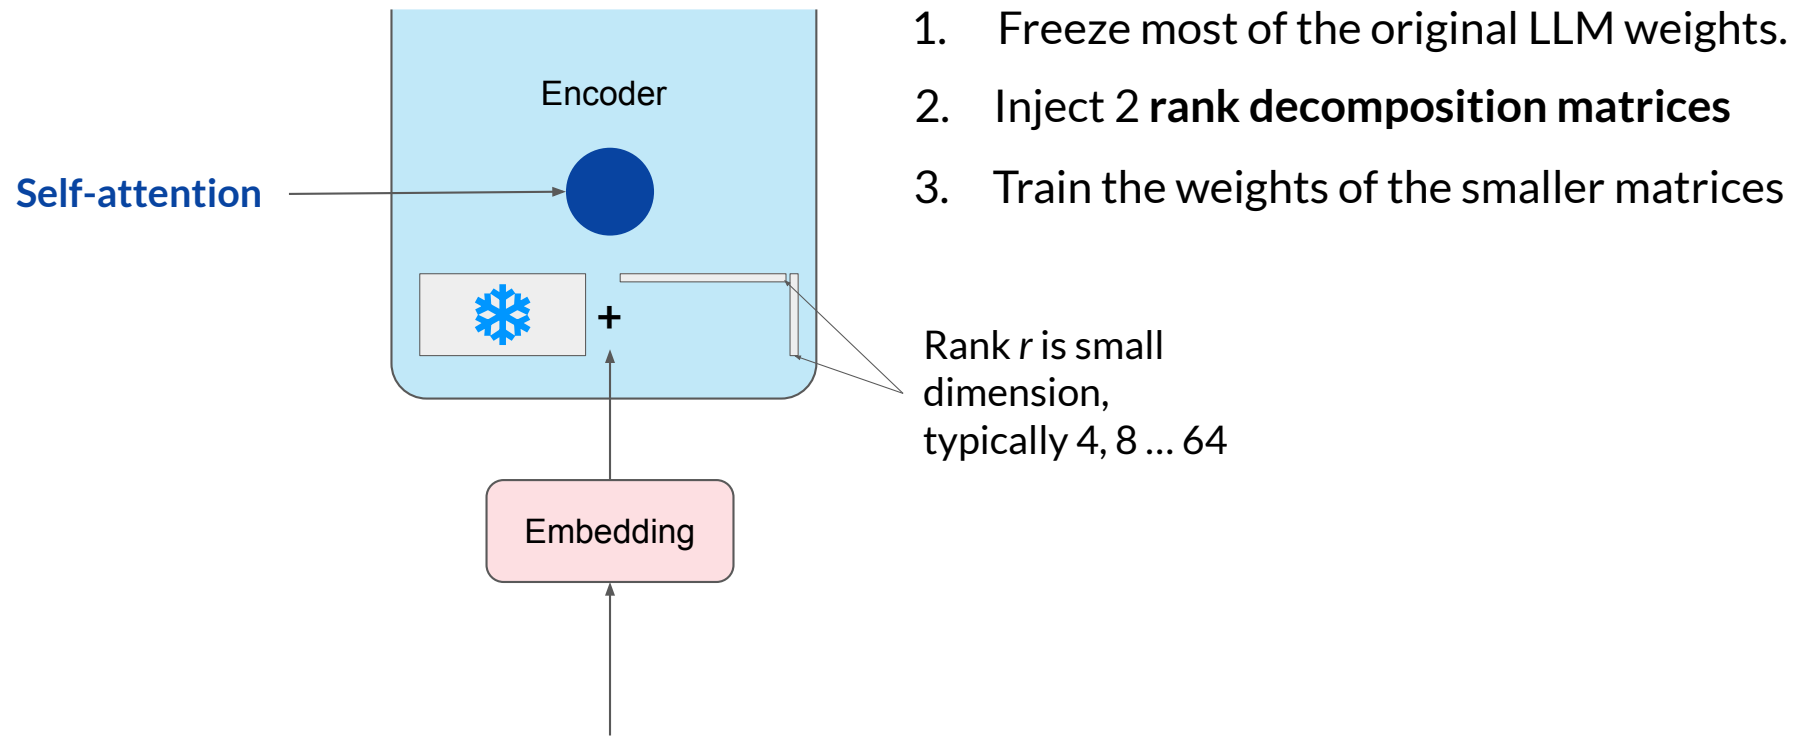 1. Freeze most of the original LLM weights.
2. Inject 2 rank decomposition matrices
3. Train the weights of the smaller matrices
Encoder
Self-attention
+
Rank r is small
dimension,
typically 4, 8 ... 64
Embedding